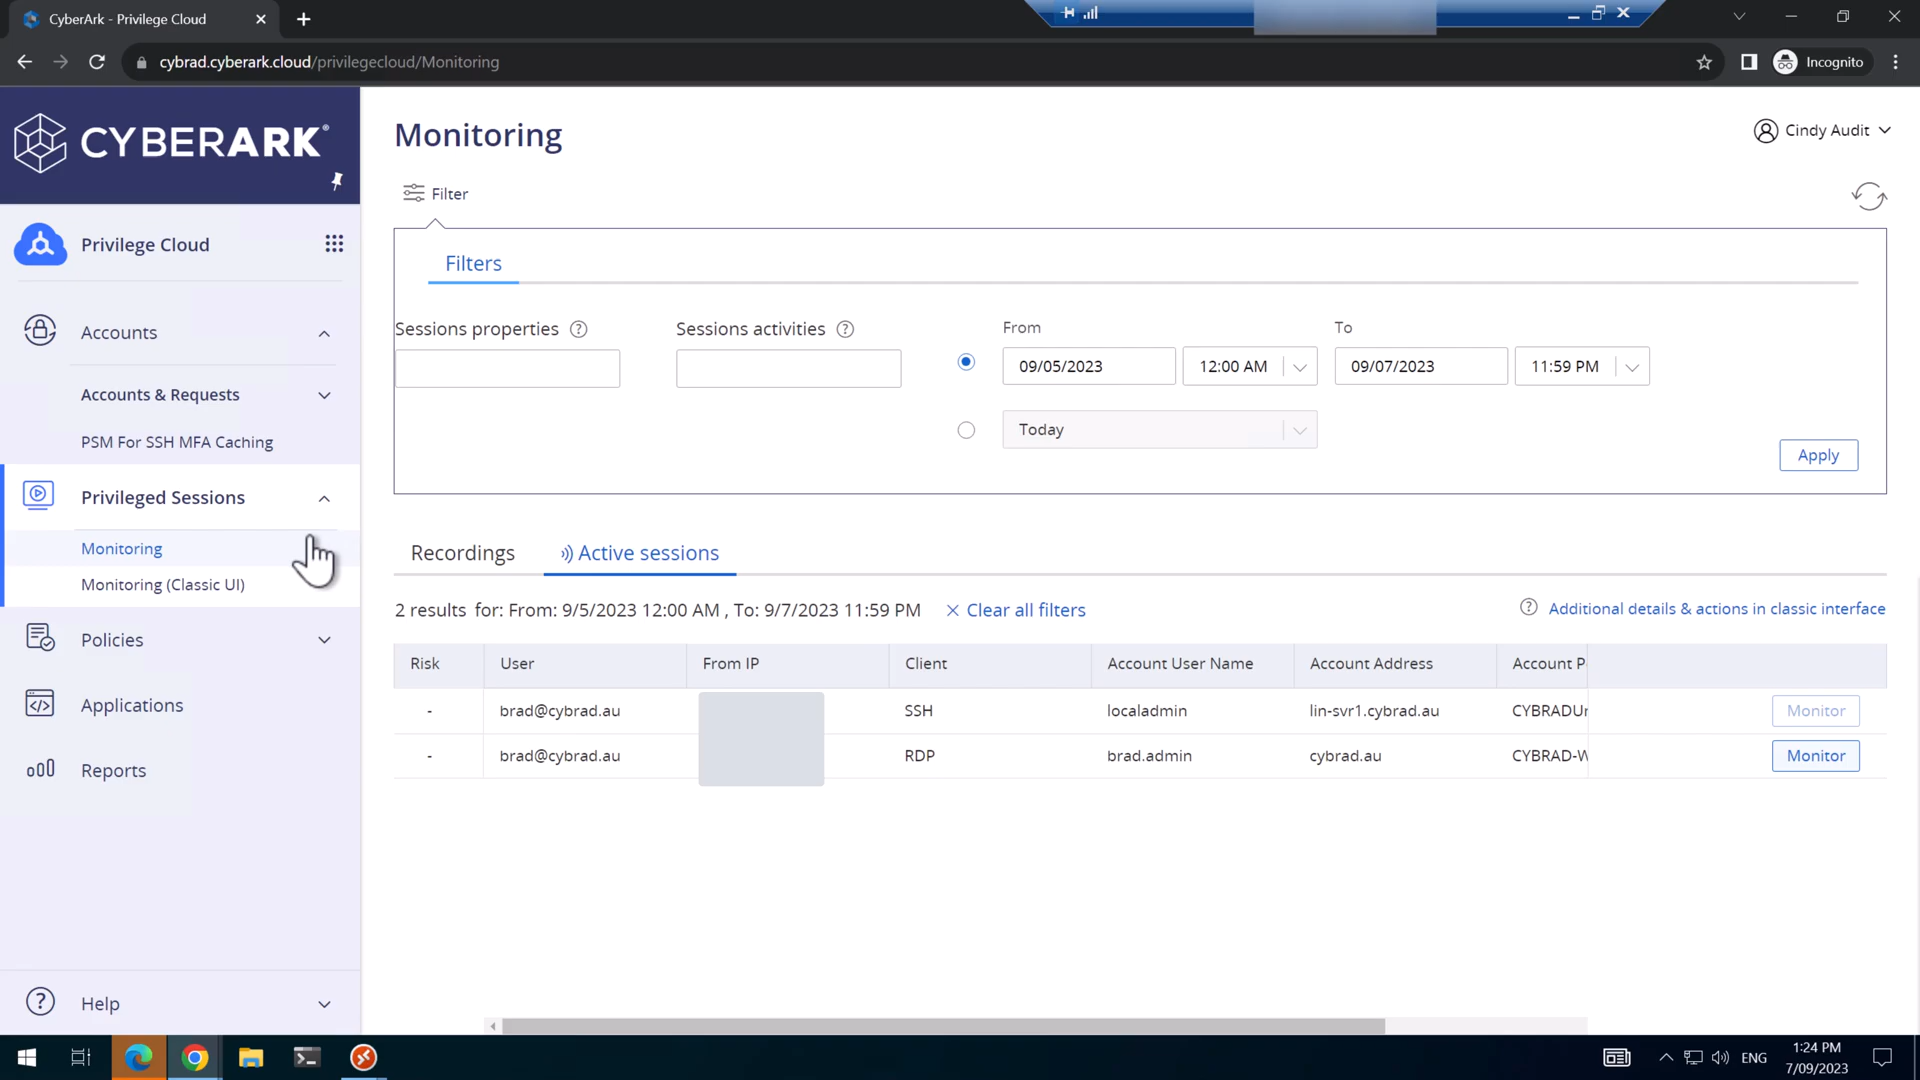 CyberArk - Privilege Cloud
cybrad.cyberark.cloud/privilegecloud/Monitoring
Incognito
CYBERARK®
Monitoring
Cindy Audit
Filter
Privilege Cloud
Filters
Accounts
Sessions properties ?
Sessions activities ?
From
To
09/05/2023
12:00 AM
09/07/2023
11:59 PM
Accounts & Requests
Today
PSM For SSH MFA Caching
Apply
Privileged Sessions
Monitoring
Monitoring (Classic UI)
Recordings
Active sessions
2 results for: From: 9/5/2023 12:00 AM , To: 9/7/2023 11:59 PM
Clear all filters
? Additional details & actions in classic interface
Policies
Risk User From IP Client Account User Name Account Address Account P
- brad@cybrad.au SSH localadmin lin-svr1.cybrad.au CYBRADUr Monitor
- brad@cybrad.au RDP brad.admin cybrad.au CYBRAD-W Monitor
Applications
Reports
? Help
ENG
1:24 PM
7/09/2023